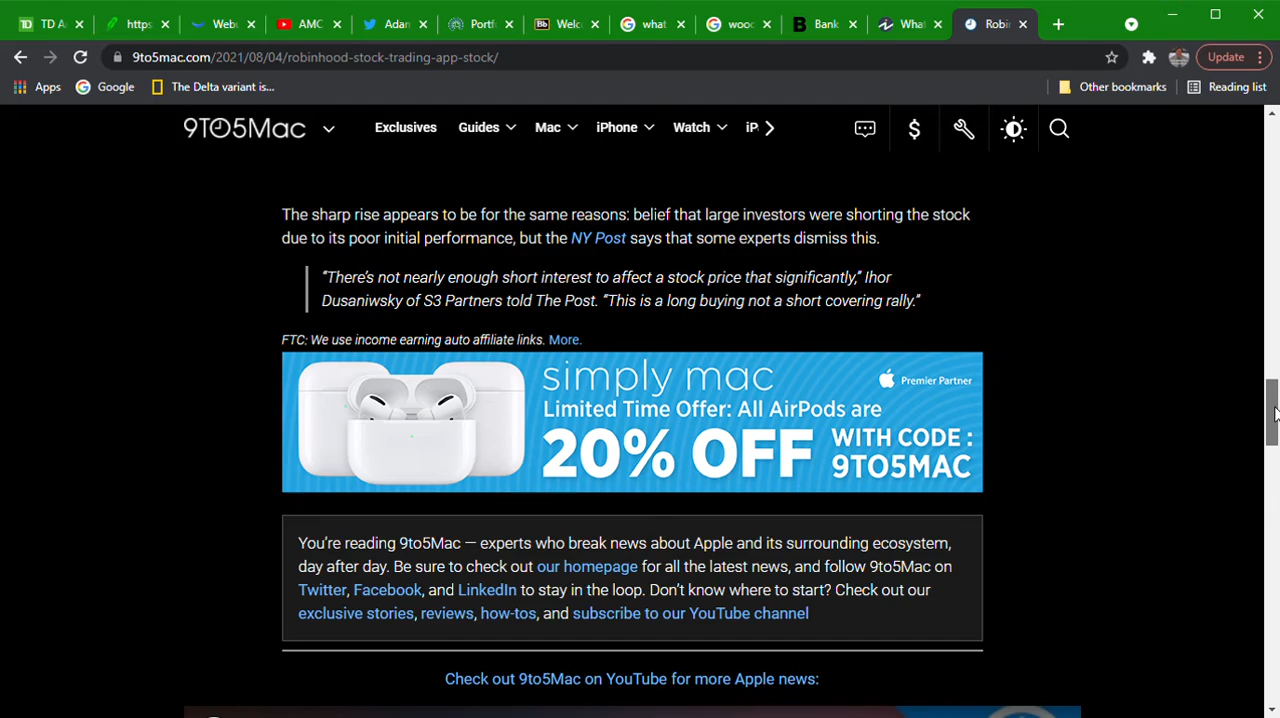 TD A
https
Webu
AMC
Adan
Portf
Welc
what
wooc
Bank
What
Robin
9to5mac.com/2021/08/04/robinhood-stock-trading-app-stock/
Update
Apps
Google
The Delta variant is...
Other bookmarks
Reading list
9TO5Mac
Exclusives
Guides
Mac
iPhone
Watch
iP
The sharp rise appears to be for the same reasons: belief that large investors were shorting the stock
due to its poor initial performance, but the NY Post says that some experts dismiss this.
“There’s not nearly enough short interest to affect a stock price that significantly,” Ihor
Dusaniwsky of S3 Partners told The Post. “This is a long buying not a short covering rally.”
FTC: We use income earning auto affiliate links. More.
simply mac
Premier Partner
Limited Time Offer: All AirPods are
20% OFF
WITH CODE :
9TO5MAC
You’re reading 9to5Mac — experts who break news about Apple and its surrounding ecosystem,
day after day. Be sure to check out our homepage for all the latest news, and follow 9to5Mac on
Twitter, Facebook, and LinkedIn to stay in the loop. Don’t know where to start? Check out our
exclusive stories, reviews, how-tos, and subscribe to our YouTube channel
Check out 9to5Mac on YouTube for more Apple news: